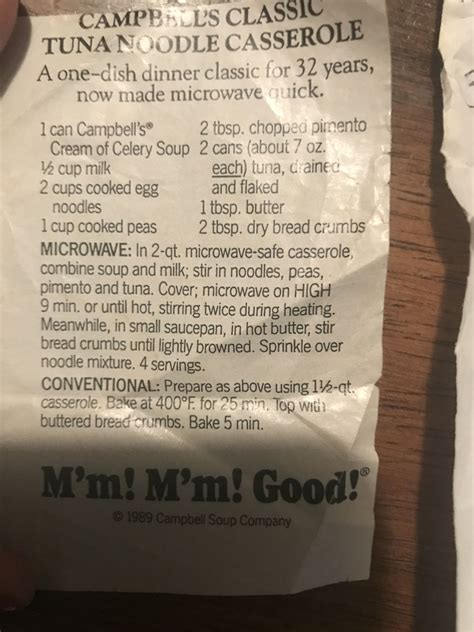 CAMPBELL'S CLASSIC
TUNA NOODLE CASSEROLE
A one-dish dinner classic for 32 years,
now made microwave quick.
1 can Campbell's®
Cream of Celery Soup
½ cup milk
2 cups cooked egg
noodles
1 cup cooked peas
2 tbsp. chopped pimento
2 cans (about 7 oz.
each) tuna, drained
and flaked
1 tbsp. butter
2 tbsp. dry bread crumbs
MICROWAVE: In 2-qt. microwave-safe casserole,
combine soup and milk; stir in noodles, peas,
pimento and tuna. Cover; microwave on HIGH
9 min. or until hot, stirring twice during heating.
Meanwhile, in small saucepan, in hot butter, stir
bread crumbs until lightly browned. Sprinkle over
noodle mixture. 4 servings.
CONVENTIONAL: Prepare as above using 1½-qt.
casserole. Bake at 400°F. for 25 min. Top with
buttered bread crumbs. Bake 5 min.
M'm! M'm! Good!®
© 1989 Campbell Soup Company